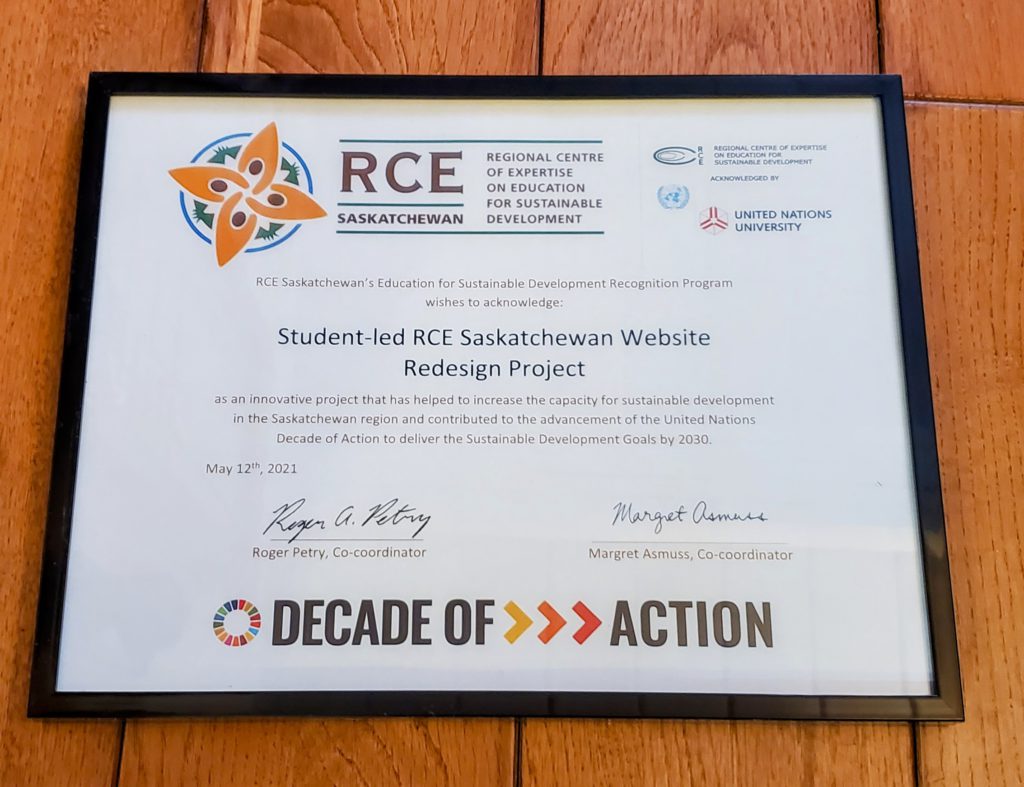 RCE
SASKATCHEWAN
REGIONAL CENTRE
OF EXPERTISE
ON EDUCATION
FOR SUSTAINABLE
DEVELOPMENT
RCE
REGIONAL CENTRE OF EXPERTISE
ON EDUCATION FOR
SUSTAINABLE DEVELOPMENT
ACKNOWLEDGED BY
UNITED NATIONS
UNIVERSITY
RCE Saskatchewan's Education for Sustainable Development Recognition Program
wishes to acknowledge:
Student-led RCE Saskatchewan Website
Redesign Project
as an innovative project that has helped to increase the capacity for sustainable development
in the Saskatchewan region and contributed to the advancement of the United Nations
Decade of Action to deliver the Sustainable Development Goals by 2030.
May 12th, 2021
Roger A. Petry
Margret Asmuss
Roger Petry, Co-coordinator
Margret Asmuss, Co-coordinator
DECADE OF >>> ACTION